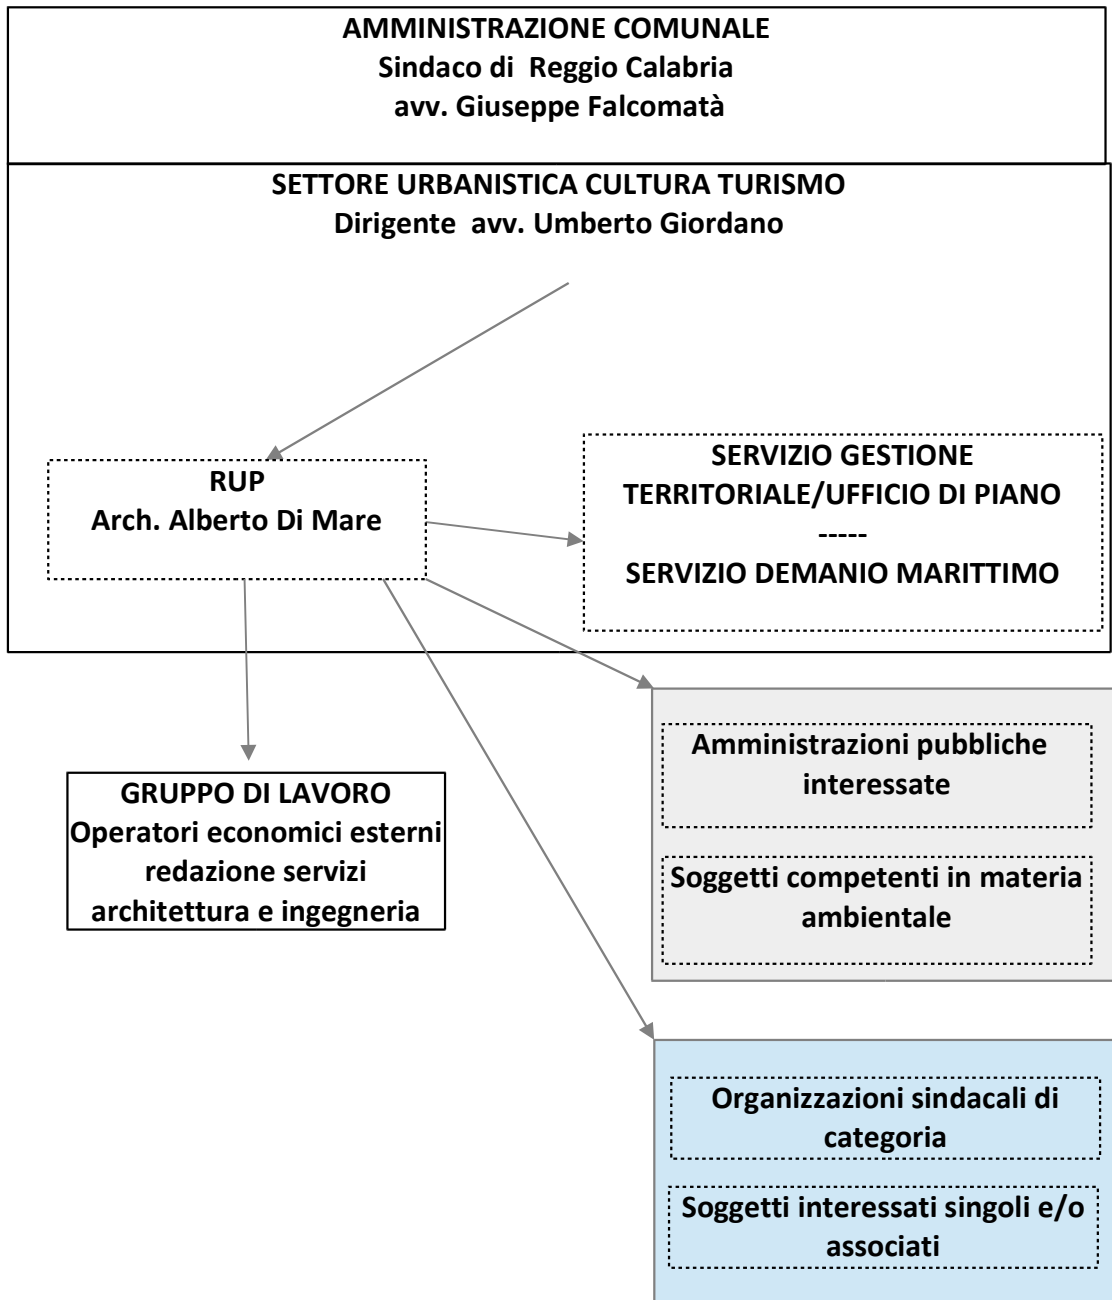 AMMINISTRAZIONE COMUNALE
Sindaco di Reggio Calabria
avv. Giuseppe Falcomatà
SETTORE URBANISTICA CULTURA TURISMO
Dirigente avv. Umberto Giordano
RUP
Arch. Alberto Di Mare
SERVIZIO GESTIONE
TERRITORIALE/UFFICIO DI PIANO
-----
SERVIZIO DEMANIO MARITTIMO
GRUPPO DI LAVORO
Operatori economici esterni
redazione servizi
architettura e ingegneria
Amministrazioni pubbliche
interessate
Soggetti competenti in materia
ambientale
Organizzazioni sindacali di
categoria
Soggetti interessati singoli e/o
associati